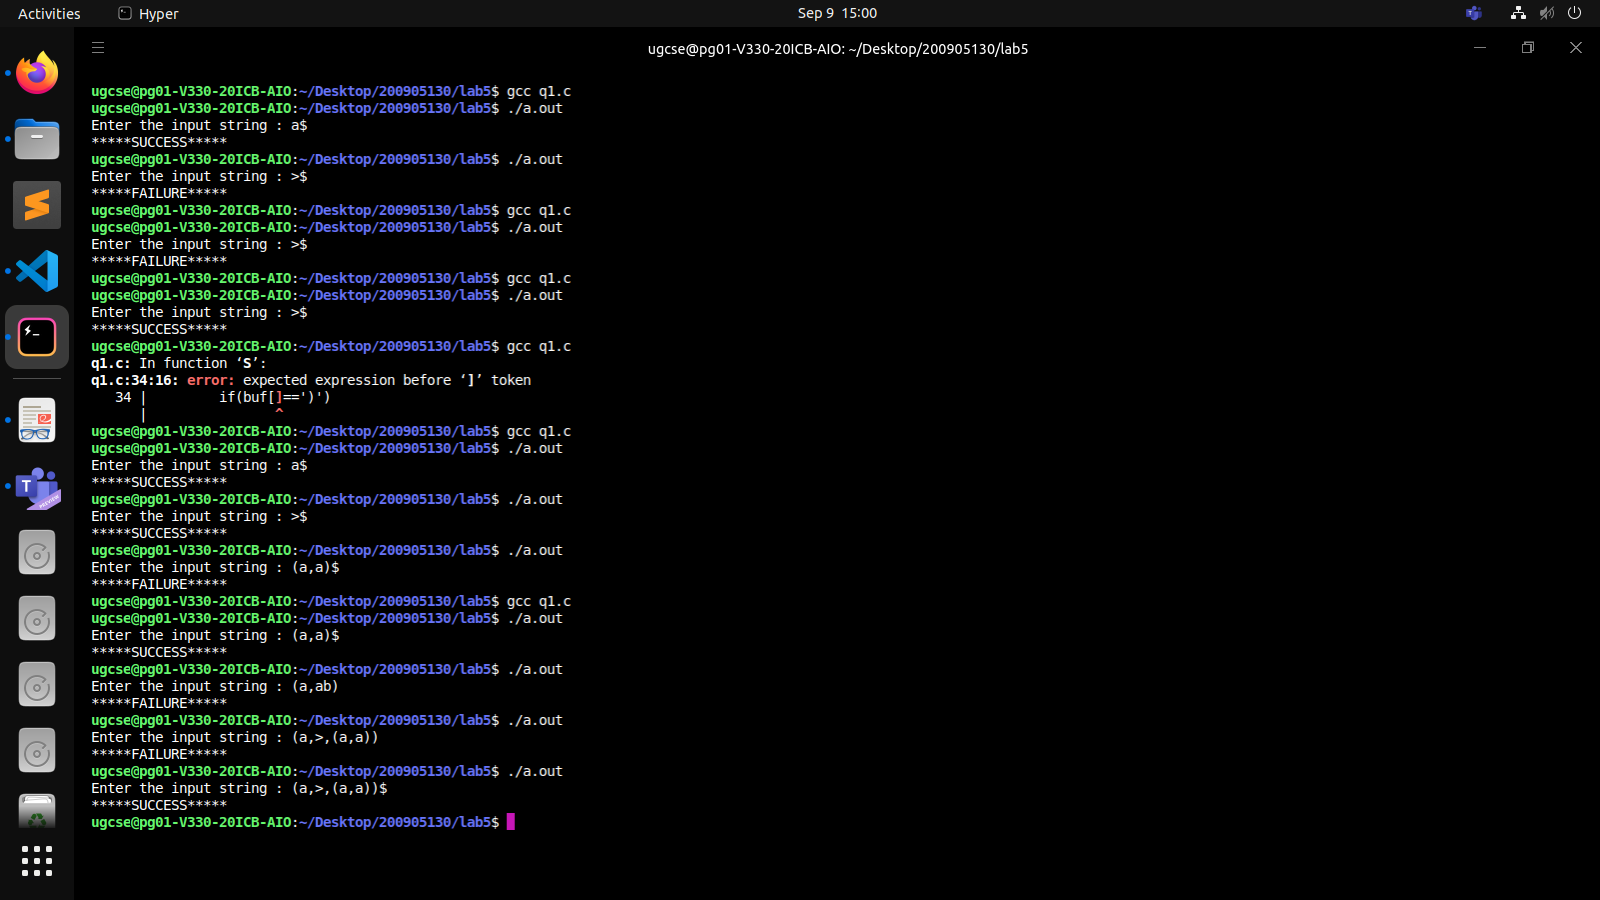 Activities Hyper Sep 9 15:00
ugcse@pg01-V330-20ICB-AIO: ~/Desktop/200905130/lab5
ugcse@pg01-V330-20ICB-AIO:~/Desktop/200905130/lab5$ gcc q1.c
ugcse@pg01-V330-20ICB-AIO:~/Desktop/200905130/lab5$ ./a.out
Enter the input string : a$
*****SUCCESS*****
ugcse@pg01-V330-20ICB-AIO:~/Desktop/200905130/lab5$ ./a.out
Enter the input string : >$
*****FAILURE*****
ugcse@pg01-V330-20ICB-AIO:~/Desktop/200905130/lab5$ gcc q1.c
ugcse@pg01-V330-20ICB-AIO:~/Desktop/200905130/lab5$ ./a.out
Enter the input string : >$
*****FAILURE*****
ugcse@pg01-V330-20ICB-AIO:~/Desktop/200905130/lab5$ gcc q1.c
ugcse@pg01-V330-20ICB-AIO:~/Desktop/200905130/lab5$ ./a.out
Enter the input string : >$
*****SUCCESS*****
ugcse@pg01-V330-20ICB-AIO:~/Desktop/200905130/lab5$ gcc q1.c
q1.c: In function ‘S’:
q1.c:34:16: error: expected expression before ‘]’ token
   34 |         if(buf[]==')')
      |                ^
ugcse@pg01-V330-20ICB-AIO:~/Desktop/200905130/lab5$ gcc q1.c
ugcse@pg01-V330-20ICB-AIO:~/Desktop/200905130/lab5$ ./a.out
Enter the input string : a$
*****SUCCESS*****
ugcse@pg01-V330-20ICB-AIO:~/Desktop/200905130/lab5$ ./a.out
Enter the input string : >$
*****SUCCESS*****
ugcse@pg01-V330-20ICB-AIO:~/Desktop/200905130/lab5$ ./a.out
Enter the input string : (a,a)$
*****FAILURE*****
ugcse@pg01-V330-20ICB-AIO:~/Desktop/200905130/lab5$ gcc q1.c
ugcse@pg01-V330-20ICB-AIO:~/Desktop/200905130/lab5$ ./a.out
Enter the input string : (a,a)$
*****SUCCESS*****
ugcse@pg01-V330-20ICB-AIO:~/Desktop/200905130/lab5$ ./a.out
Enter the input string : (a,ab)
*****FAILURE*****
ugcse@pg01-V330-20ICB-AIO:~/Desktop/200905130/lab5$ ./a.out
Enter the input string : (a,>,(a,a))
*****FAILURE*****
ugcse@pg01-V330-20ICB-AIO:~/Desktop/200905130/lab5$ ./a.out
Enter the input string : (a,>,(a,a))$
*****SUCCESS*****
ugcse@pg01-V330-20ICB-AIO:~/Desktop/200905130/lab5$